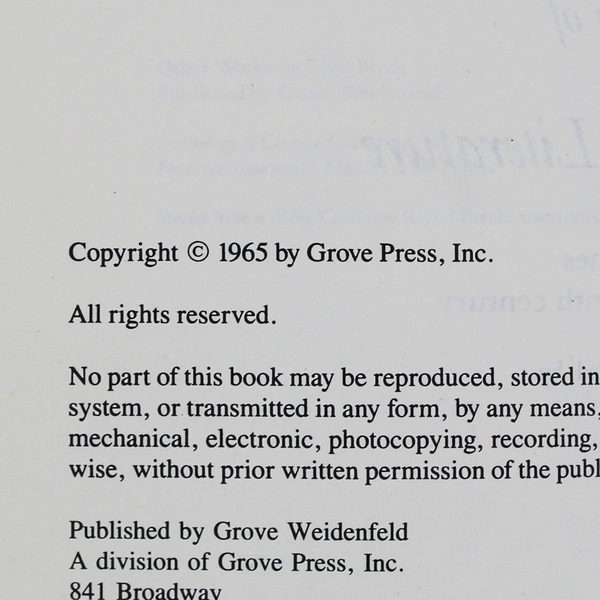 of
Literature
Copyright © 1965 by Grove Press, Inc.
All rights reserved.
No part of this book may be reproduced, stored in
system, or transmitted in any form, by any means,
mechanical, electronic, photocopying, recording,
wise, without prior written permission of the publ
Published by Grove Weidenfeld
A division of Grove Press, Inc.
841 Broadway